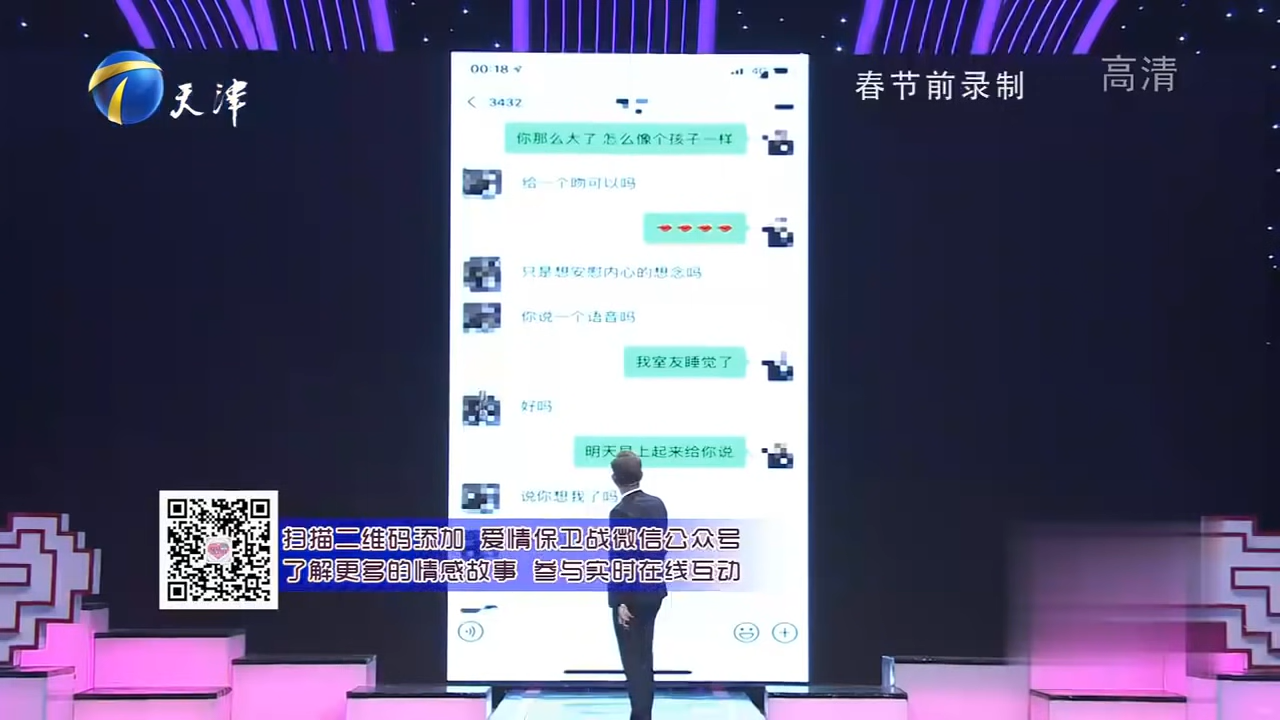 天津
春节前录制
高清
00:18
4G
3432
你那么大了 怎么像个孩子一样
给一个吻可以吗
只是想安慰内心的想念吗
你说一个语音吗
我室友睡觉了
好吗
明天早上起来给你说
说你想我了吗
扫描二维码添加 爱情保卫战微信公众号
了解更多的情感故事 参与实时在线互动